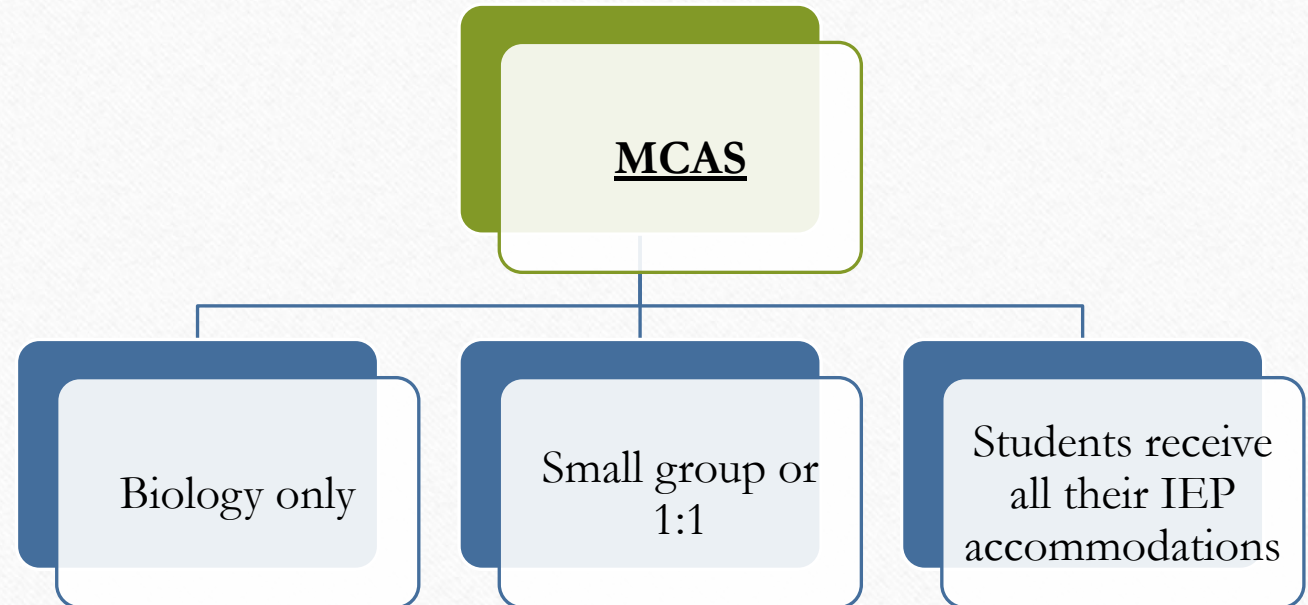 MCAS
Biology only
Small group or
1:1
Students receive
all their IEP
accommodations